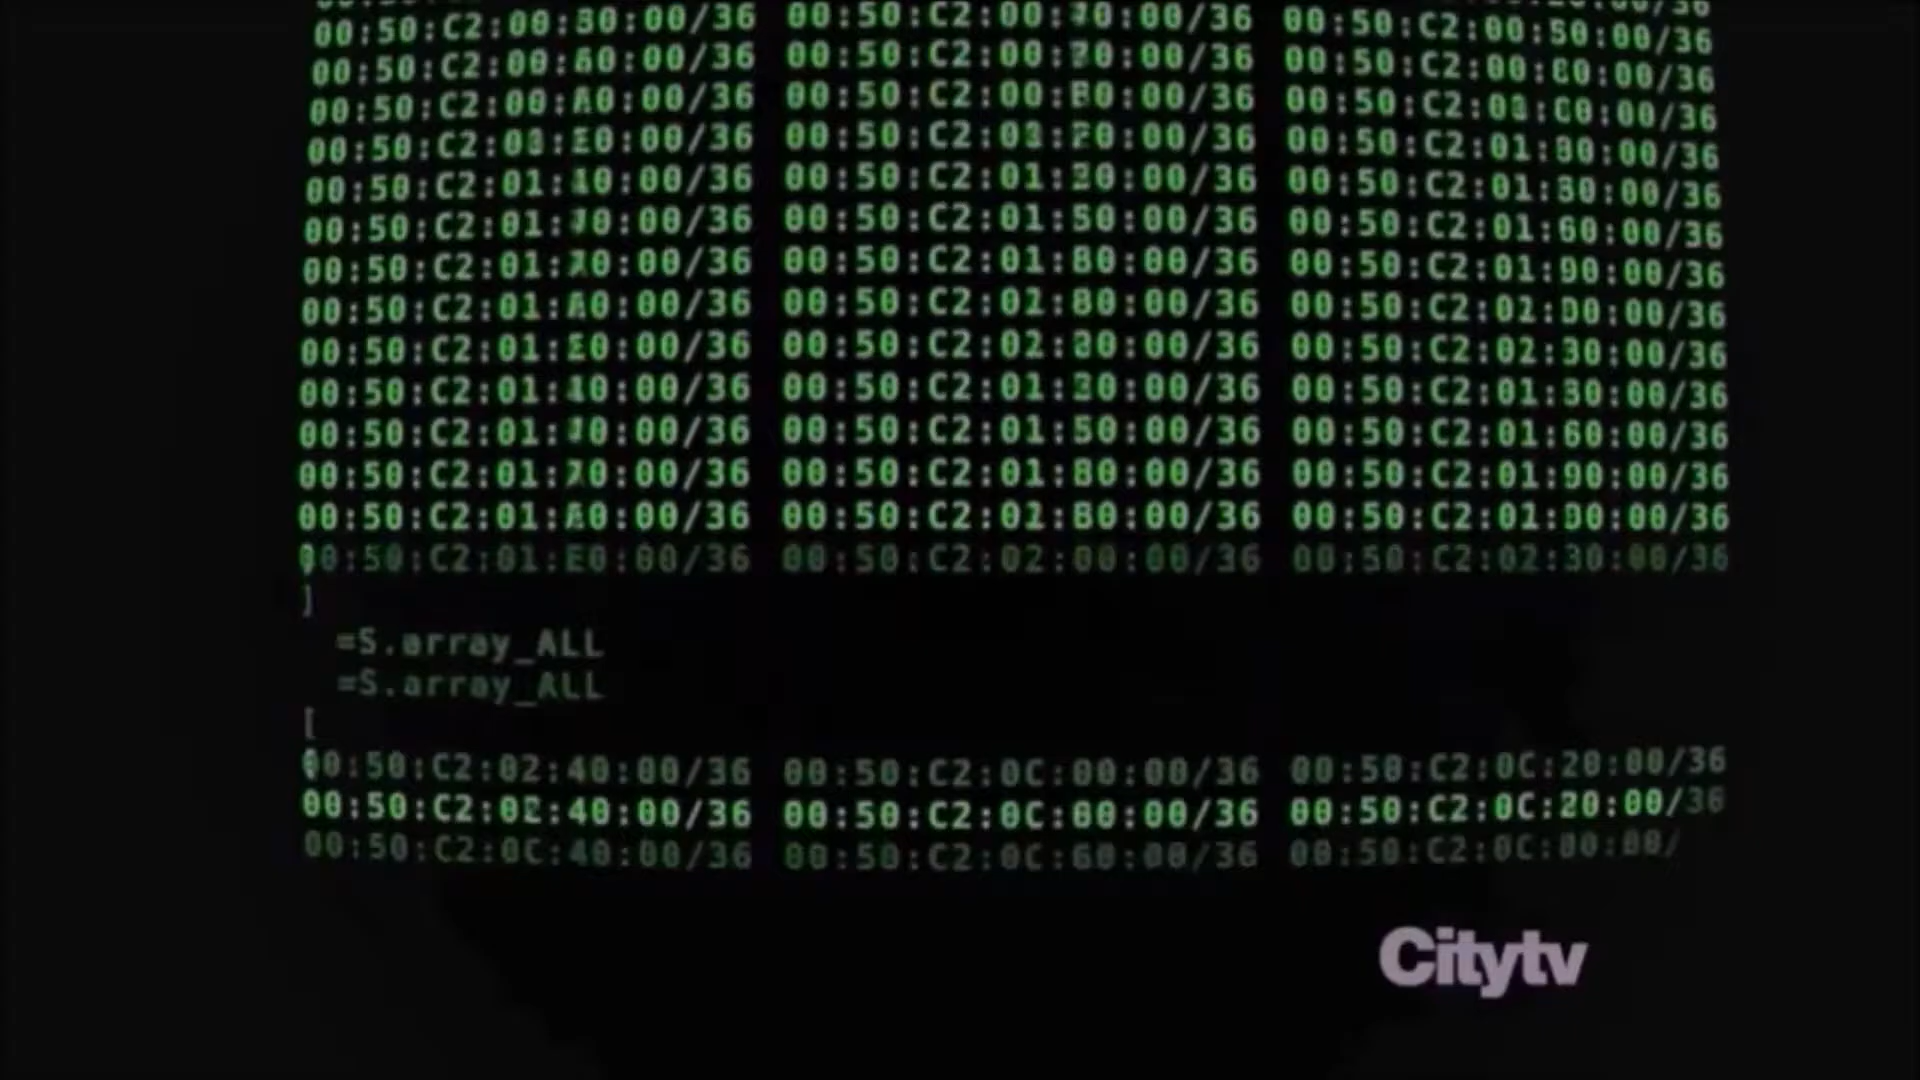 00:50:C2:00:30:00/36 00:50:C2:00:40:00/36 00:50:C2:00:50:00/36
00:50:C2:00:60:00/36 00:50:C2:00:70:00/36 00:50:C2:00:80:00/36
00:50:C2:00:A0:00/36 00:50:C2:00:B0:00/36 00:50:C2:00:C0:00/36
00:50:C2:00:E0:00/36 00:50:C2:00:F0:00/36 00:50:C2:01:00:00/36
00:50:C2:01:10:00/36 00:50:C2:01:20:00/36 00:50:C2:01:30:00/36
00:50:C2:01:40:00/36 00:50:C2:01:50:00/36 00:50:C2:01:60:00/36
00:50:C2:01:70:00/36 00:50:C2:01:80:00/36 00:50:C2:01:90:00/36
00:50:C2:01:A0:00/36 00:50:C2:01:B0:00/36 00:50:C2:01:D0:00/36
00:50:C2:01:E0:00/36 00:50:C2:02:00:00/36 00:50:C2:02:30:00/36
00:50:C2:01:10:00/36 00:50:C2:01:20:00/36 00:50:C2:01:30:00/36
00:50:C2:01:40:00/36 00:50:C2:01:50:00/36 00:50:C2:01:60:00/36
00:50:C2:01:70:00/36 00:50:C2:01:80:00/36 00:50:C2:01:90:00/36
00:50:C2:01:A0:00/36 00:50:C2:01:B0:00/36 00:50:C2:01:D0:00/36
00:50:C2:01:E0:00/36 00:50:C2:02:00:00/36 00:50:C2:02:30:00/36
]
=S.array_ALL
=S.array_ALL
[
00:50:C2:02:40:00/36 00:50:C2:0C:00:00/36 00:50:C2:0C:20:00/36
00:50:C2:02:40:00/36 00:50:C2:0C:00:00/36 00:50:C2:0C:20:00/36
00:50:C2:0C:40:00/36 00:50:C2:0C:60:00/36 00:50:C2:0C:80:00/
Citytv